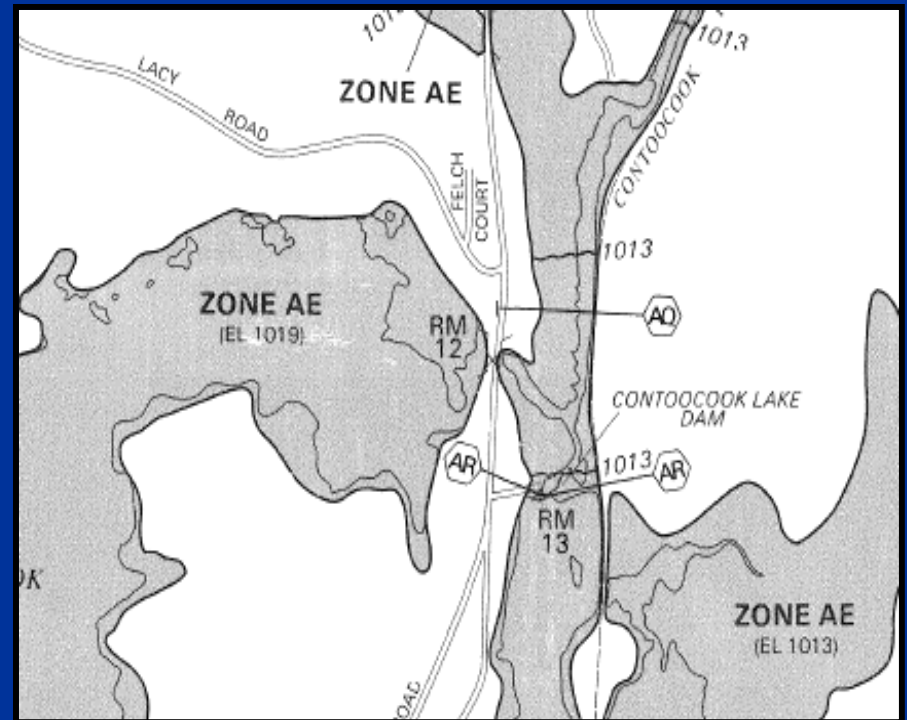 1013
ZONE AE
LACY
ROAD
FELCH
COURT
CONTOOCOOK
1013
ZONE AE
(EL 1019)
RM
12
AQ
CONTOOCOOK LAKE
DAM
AR
1013
AR
RM
13
ZONE AE
(EL 1013)